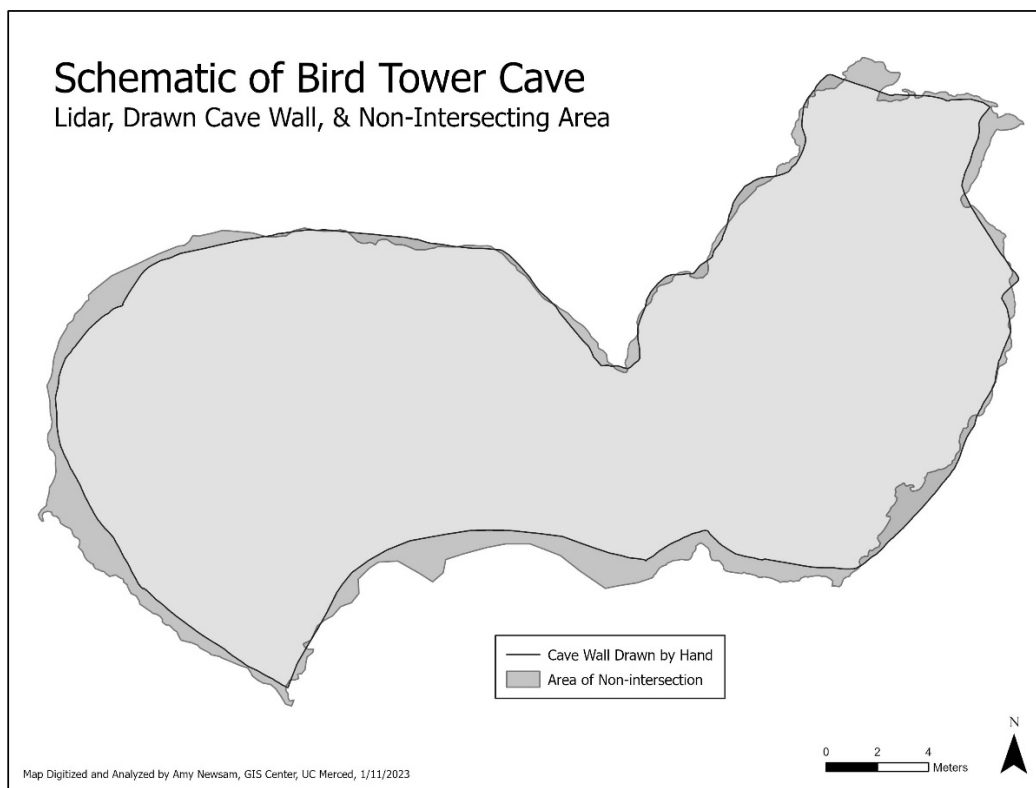 Schematic of Bird Tower Cave
Lidar, Drawn Cave Wall, & Non-Intersecting Area
Cave Wall Drawn by Hand
Area of Non-intersection
N
0 2 4
Meters
Map Digitized and Analyzed by Amy Newsam, GIS Center, UC Merced, 1/11/2023